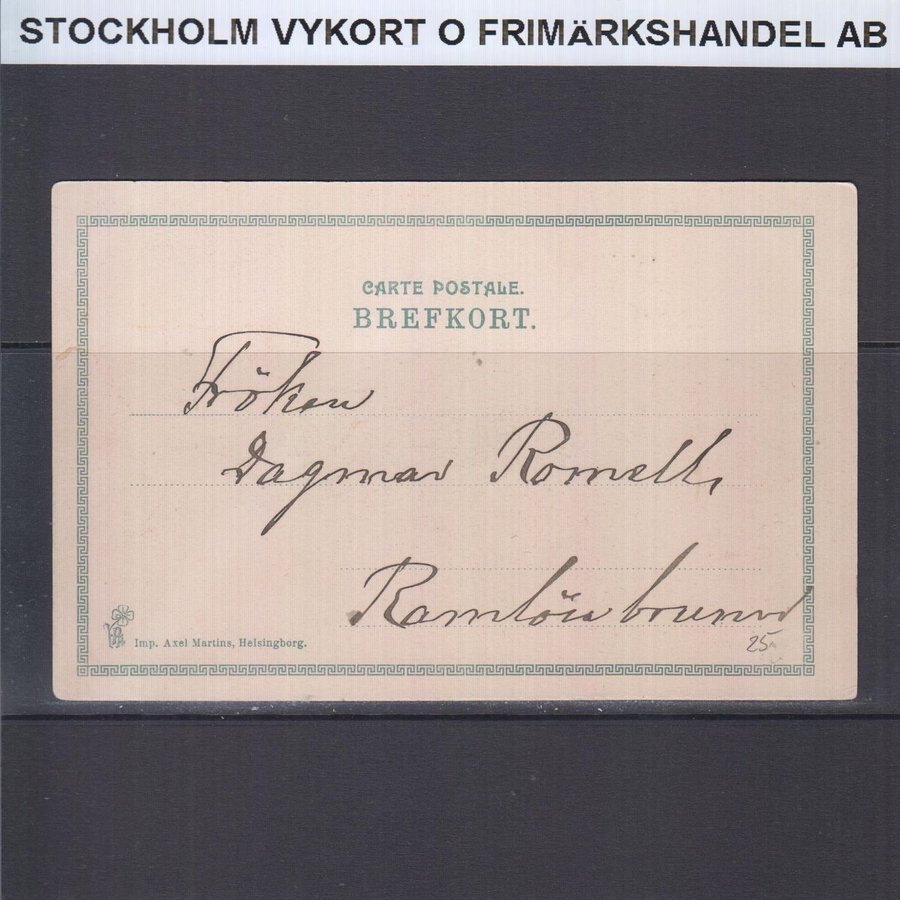 STOCKHOLM VYKORT O FRIMÄRKSHANDEL AB
CARTE POSTALE.
BREFKORT.
Fröken
Dagmar Romell,
Ramlösabrunn
Imp. Axel Martins, Helsingborg.
25